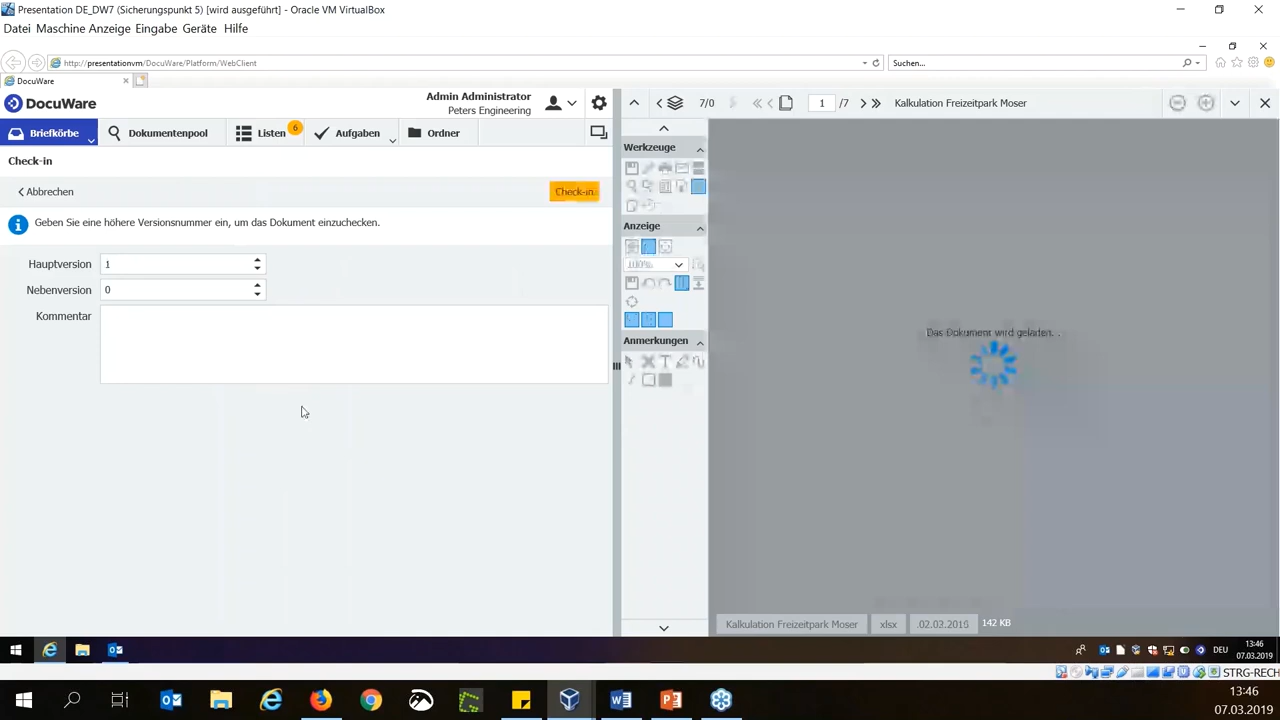 Presentation DE_DW7 (Sicherungspunkt 5) [wird ausgeführt] - Oracle VM VirtualBox
Datei Maschine Anzeige Eingabe Geräte Hilfe
http://presentationvm/DocuWare/Platform/WebClient
Suchen...
DocuWare
DocuWare
Admin Administrator
Peters Engineering
7/0
1
/7
Kalkulation Freizeitpark Moser
Briefkörbe
Dokumentenpool
Listen
6
Aufgaben
Ordner
Check-in
Abbrechen
Check-in
Geben Sie eine höhere Versionsnummer ein, um das Dokument einzuchecken.
Hauptversion
1
Nebenversion
0
Kommentar
Werkzeuge
Anzeige
100%
Anmerkungen
Das Dokument wird geladen...
Kalkulation Freizeitpark Moser
xlsx
142 KB
DEU
13:46
07.03.2019
STRG-RECH
13:46
07.03.2019